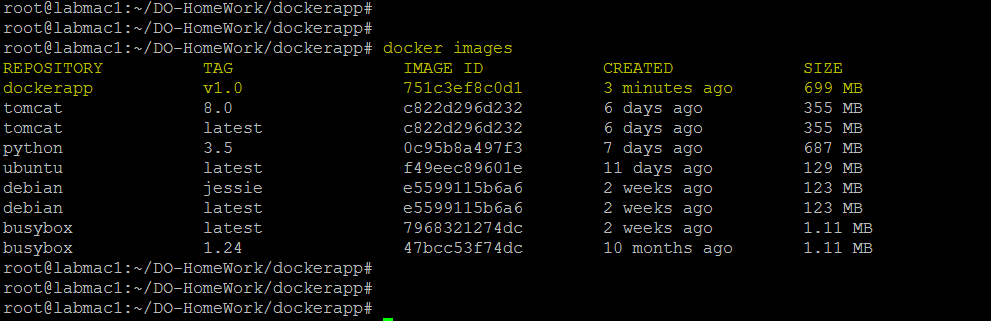 root@labmac1:~/DO-HomeWork/dockerapp#
root@labmac1:~/DO-HomeWork/dockerapp#
root@labmac1:~/DO-HomeWork/dockerapp# docker images
REPOSITORY TAG IMAGE ID CREATED SIZE
dockerapp v1.0 751c3ef8c0d1 3 minutes ago 699 MB
tomcat 8.0 c822d296d232 6 days ago 355 MB
tomcat latest c822d296d232 6 days ago 355 MB
python 3.5 0c95b8a497f3 7 days ago 687 MB
ubuntu latest f49eec89601e 11 days ago 129 MB
debian jessie e5599115b6a6 2 weeks ago 123 MB
debian latest e5599115b6a6 2 weeks ago 123 MB
busybox latest 7968321274dc 2 weeks ago 1.11 MB
busybox 1.24 47bcc53f74dc 10 months ago 1.11 MB
root@labmac1:~/DO-HomeWork/dockerapp#
root@labmac1:~/DO-HomeWork/dockerapp#
root@labmac1:~/DO-HomeWork/dockerapp#